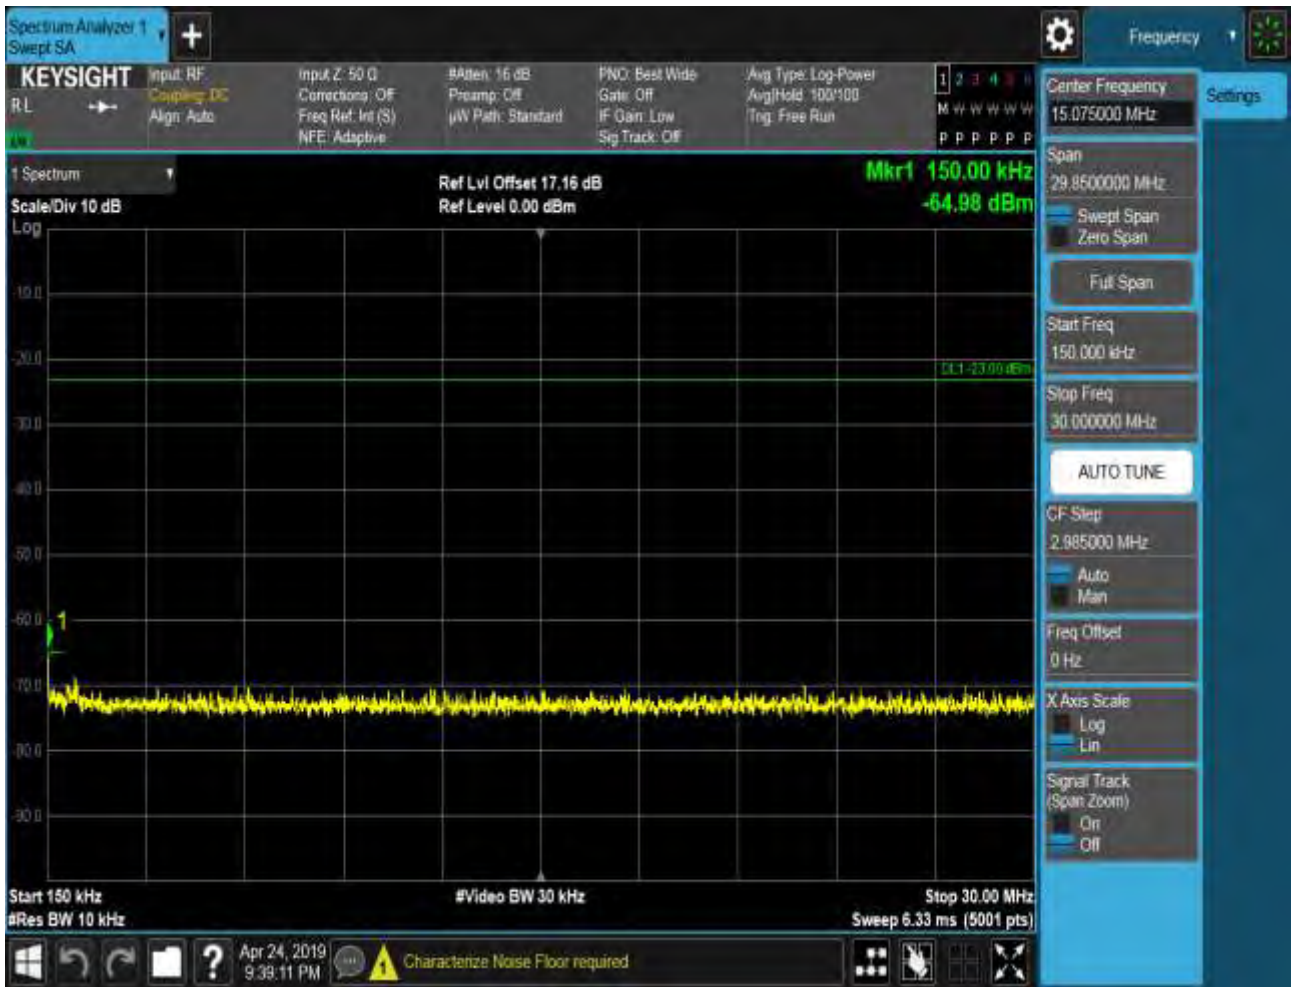 Spectrum Analyzer 1
Swept SA
+
Frequency
KEYSIGHT
RL
Input: RF
Coupling: DC
Align: Auto
Input Z: 50 Ω
Corrections: Off
Freq Ref: Int (S)
NFE: Adaptive
#Atten: 16 dB
Preamp: Off
µW Path: Standard
PNO: Best Wide
Gate: Off
IF Gain: Low
Sig Track: Off
Avg Type: Log-Power
Avg|Hold: 100/100
Trig: Free Run
1 2 3 4 5 6
M W W W W W
P P P P P P
1 Spectrum
Scale/Div 10 dB
Log
Ref Lvl Offset 17.16 dB
Ref Level 0.00 dBm
Mkr1 150.00 kHz
-64.98 dBm
-10.0
-20.0
DL1 -23.00 dBm
-30.0
-40.0
-50.0
-60.0
1
-70.0
-80.0
-90.0
Start 150 kHz
#Video BW 30 kHz
Stop 30.00 MHz
#Res BW 10 kHz
Sweep 6.33 ms (5001 pts)
Center Frequency
15.075000 MHz
Settings
Span
29.8500000 MHz
Swept Span
Zero Span
Full Span
Start Freq
150.000 kHz
Stop Freq
30.000000 MHz
AUTO TUNE
CF Step
2.985000 MHz
Auto
Man
Freq Offset
0 Hz
X Axis Scale
Log
Lin
Signal Track
(Span Zoom)
On
Off
?
Apr 24, 2019
9:39:11 PM
1
Characterize Noise Floor required